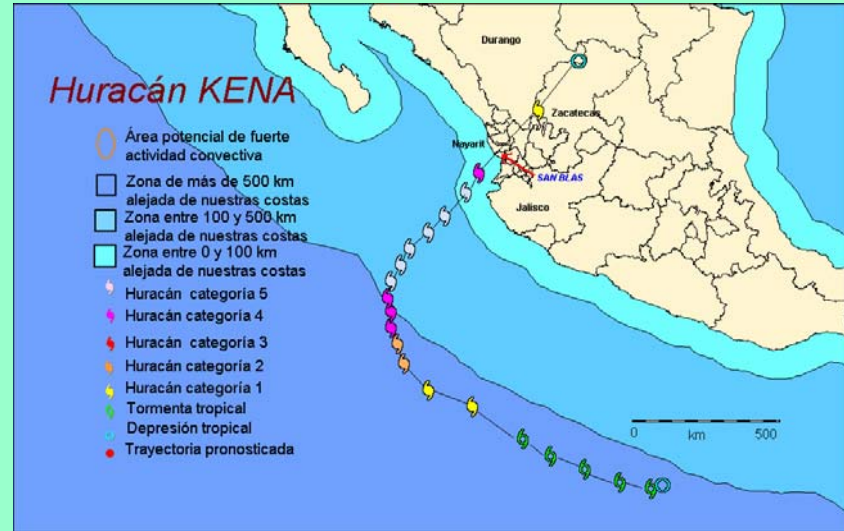 Huracán KENA
Área potencial de fuerte
actividad convectiva
Zona de más de 500 km
alejada de nuestras costas
Zona entre 100 y 500 km
alejada de nuestras costas
Zona entre 0 y 100 km
alejada de nuestras costas
Huracán categoría 5
Huracán categoría 4
Huracán categoría 3
Huracán categoría 2
Huracán categoría 1
Tormenta tropical
Depresión tropical
Trayectoria pronosticada
Durango
Zacatecas
Nayarit
SAN BLAS
Jalisco
0 km 500